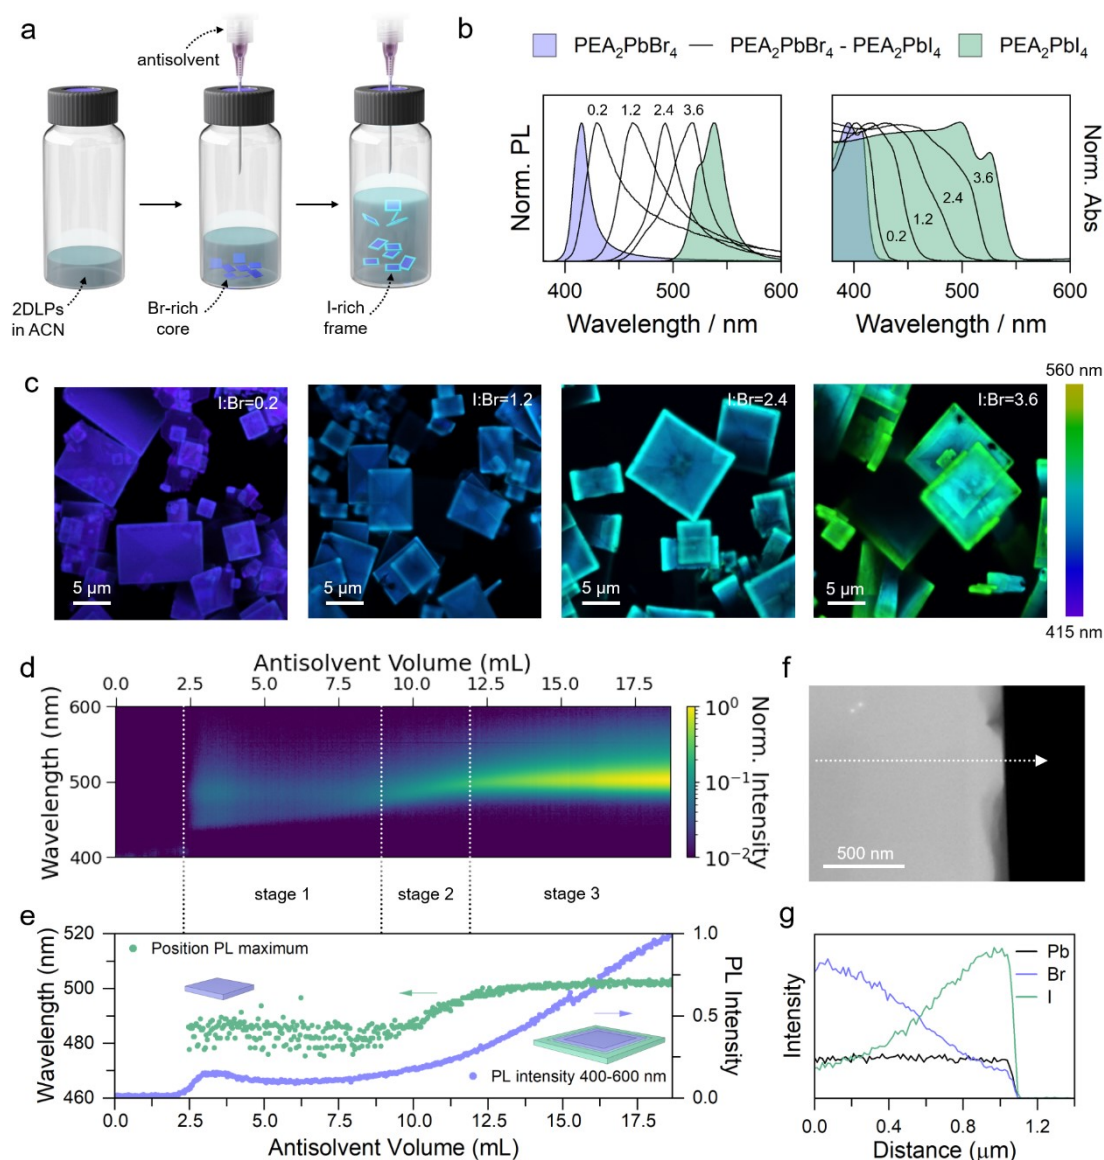 a
antisolvent
2DLPs
in ACN
Br-rich
core
I-rich
frame
b
PEA₂PbBr₄
PEA₂PbBr₄ - PEA₂PbI₄
PEA₂PbI₄
Norm. PL
0.2
1.2
2.4
3.6
400
500
600
Wavelength / nm
0.2
1.2
2.4
3.6
400
500
600
Wavelength / nm
Norm. Abs
c
I:Br=0.2
5 µm
I:Br=1.2
5 µm
I:Br=2.4
5 µm
I:Br=3.6
5 µm
560 nm
415 nm
d
Antisolvent Volume (mL)
0.0 2.5 5.0 7.5 10.0 12.5 15.0 17.5
Wavelength (nm)
600
500
400
10⁰
10⁻¹
10⁻²
Norm. Intensity
stage 1
stage 2
stage 3
e
Wavelength (nm)
520
500
480
460
Position PL maximum
PL intensity 400-600 nm
1.0
0.5
0.0
PL Intensity
0.0 2.5 5.0 7.5 10.0 12.5 15.0 17.5
Antisolvent Volume (mL)
f
500 nm
g
Intensity
Pb
Br
I
0.0 0.4 0.8 1.2
Distance (µm)